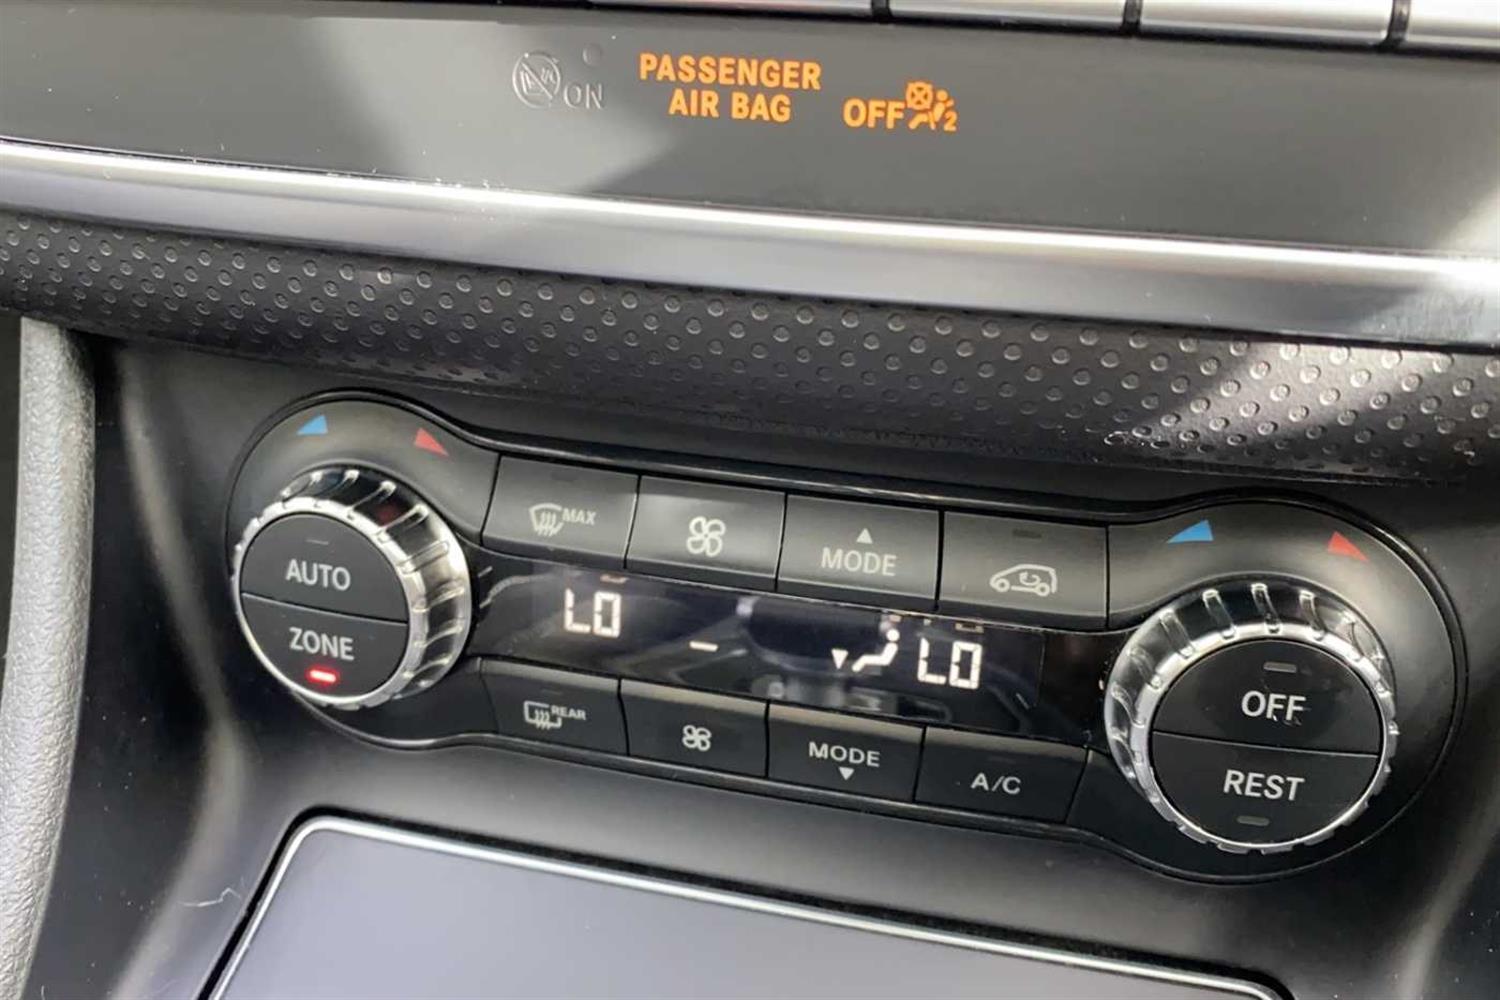 ON
PASSENGER
AIR BAG
OFF 2
MAX
MODE
AUTO
ZONE
LO
LO
OFF
REST
REAR
MODE
A/C